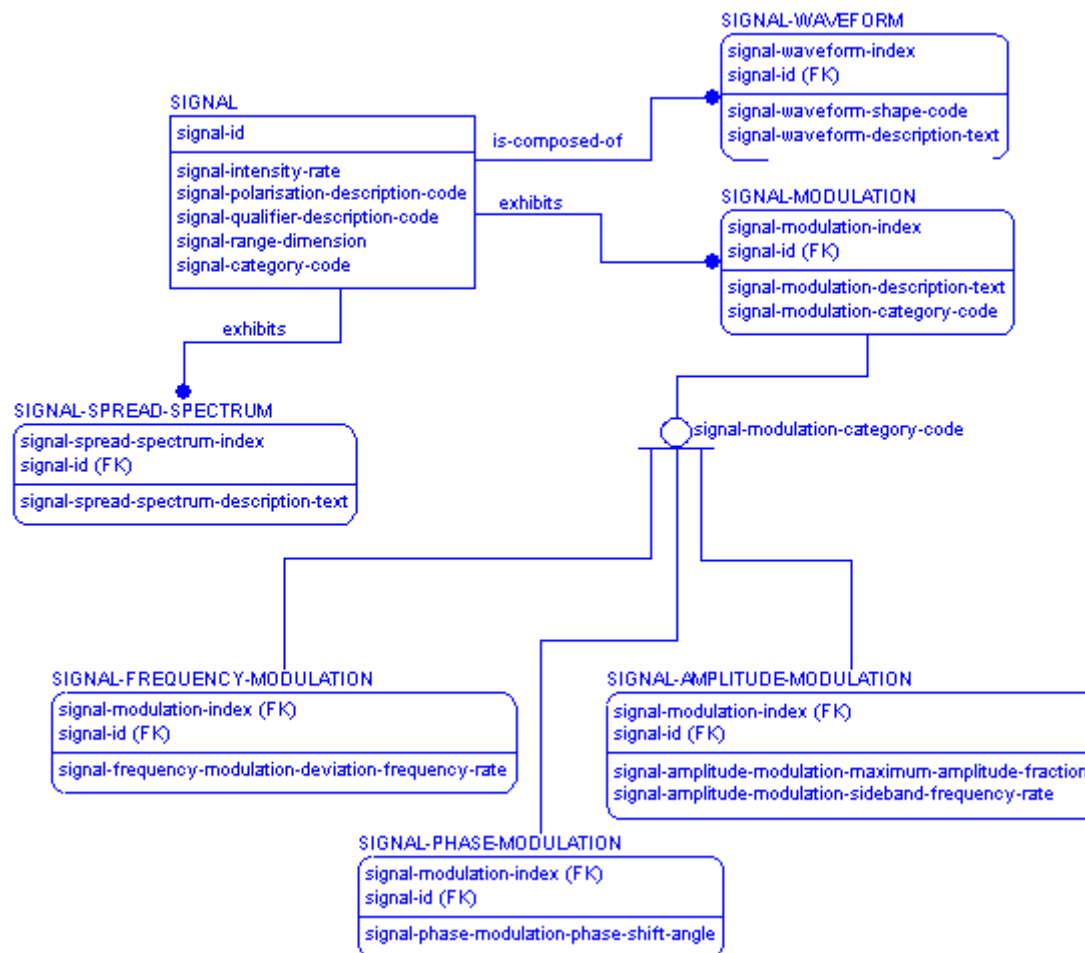 SIGNAL-WAVEFORM
signal-waveform-index
signal-id (FK)
signal-waveform-shape-code
signal-waveform-description-text
SIGNAL
signal-id
signal-intensity-rate
signal-polarisation-description-code
signal-qualifier-description-code
signal-range-dimension
signal-category-code
is-composed-of
exhibits
SIGNAL-MODULATION
signal-modulation-index
signal-id (FK)
signal-modulation-description-text
signal-modulation-category-code
exhibits
SIGNAL-SPREAD-SPECTRUM
signal-spread-spectrum-index
signal-id (FK)
signal-spread-spectrum-description-text
signal-modulation-category-code
SIGNAL-FREQUENCY-MODULATION
signal-modulation-index (FK)
signal-id (FK)
signal-frequency-modulation-deviation-frequency-rate
SIGNAL-AMPLITUDE-MODULATION
signal-modulation-index (FK)
signal-id (FK)
signal-amplitude-modulation-maximum-amplitude-fraction
signal-amplitude-modulation-sideband-frequency-rate
SIGNAL-PHASE-MODULATION
signal-modulation-index (FK)
signal-id (FK)
signal-phase-modulation-phase-shift-angle